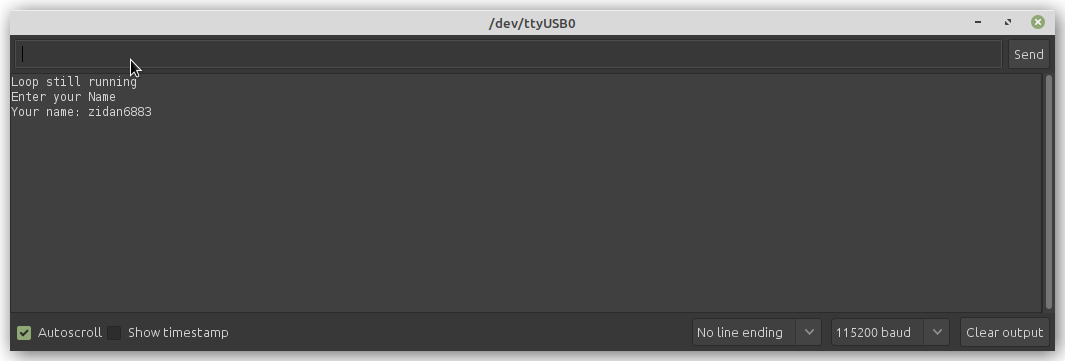 /dev/ttyUSB0
Send
Loop still running
Enter your Name
Your name: zidan6883
Autoscroll Show timestamp No line ending 115200 baud Clear output